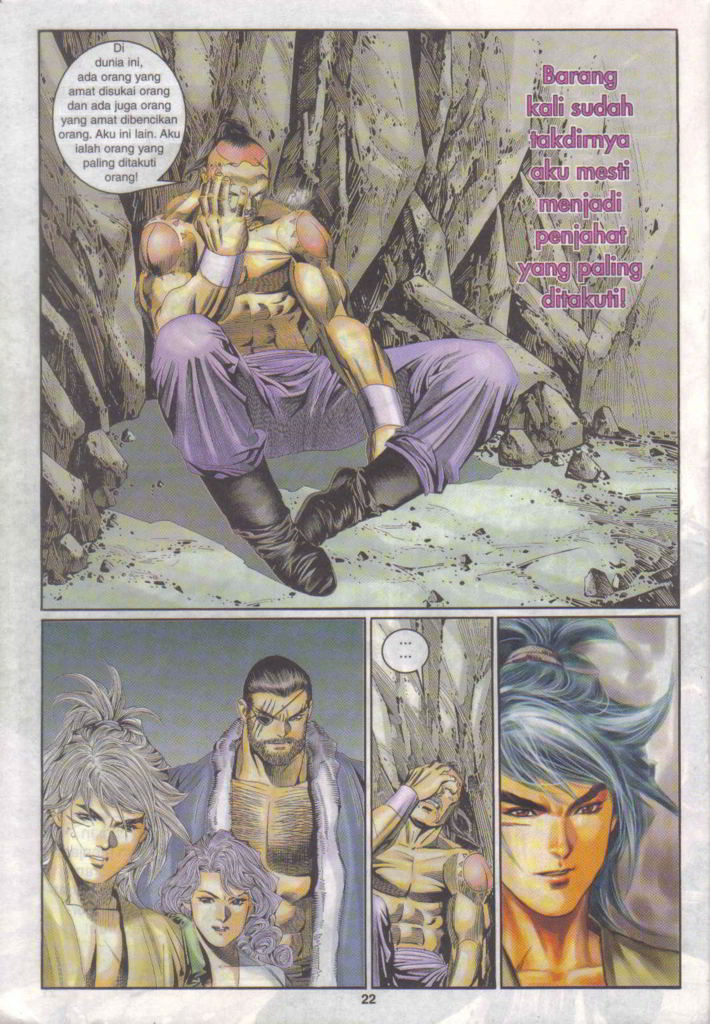 Di
dunia ini,
ada orang yang
amat disukai orang
dan ada juga orang
yang amat dibencikan
orang. Aku ini lain. Aku
ialah orang yang
paling ditakuti
orang!
Barang
kali sudah
takdirnya
aku mesti
menjadi
penjahat
yang paling
ditakuti!
...
...
22